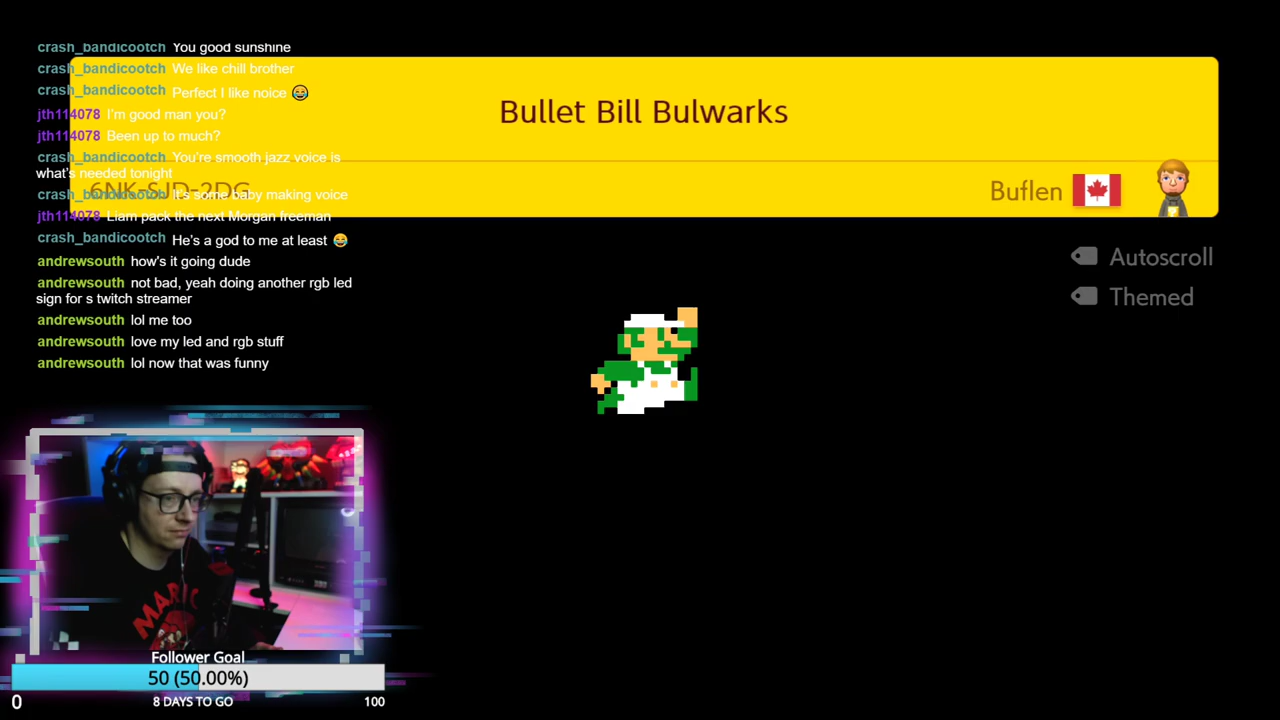 crash_bandicootch You good sunshine
crash_bandicootch We like chill brother
crash_bandicootch Perfect I like noice 😂
jth114078 I'm good man you?
jth114078 Been up to much?
crash_bandicootch You're smooth jazz voice is
what's needed tonight
crash_bandicootch It's some baby making voice
jth114078 Liam pack the next Morgan freeman
crash_bandicootch He's a god to me at least 😂
andrewsouth how's it going dude
andrewsouth not bad, yeah doing another rgb led
sign for s twitch streamer
andrewsouth lol me too
andrewsouth love my led and rgb stuff
andrewsouth lol now that was funny
Bullet Bill Bulwarks
6NK-SJD-2DG
Buflen
Autoscroll
Themed
MARIO
Follower Goal
50 (50.00%)
0
8 DAYS TO GO
100